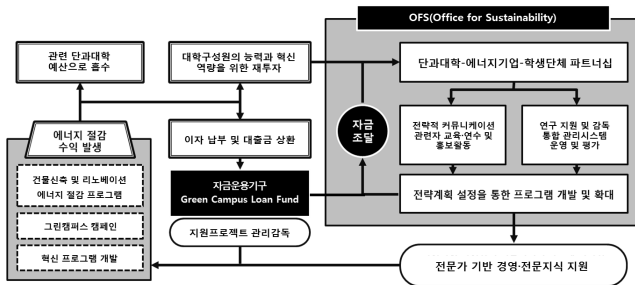 OFS(Office for Sustainability)
관련 단과대학
예산으로 흡수
대학구성원의 능력과 혁신
역량을 위한 재투자
단과대학-에너지기업-학생단체 파트너십
에너지 절감
수익 발생
이자 납부 및 대출금 상환
자금
조달
전략적 커뮤니케이션
관련자 교육·연수 및
홍보활동
연구 지원 및 감독
통합 관리시스템
운영 및 평가
건물신축 및 리노베이션
에너지 절감 프로그램
자금운용기구
Green Campus Loan Fund
전략계획 설정을 통한 프로그램 개발 및 확대
그린캠퍼스 캠페인
지원프로젝트 관리감독
혁신 프로그램 개발
전문가 기반 경영·전문지식 지원